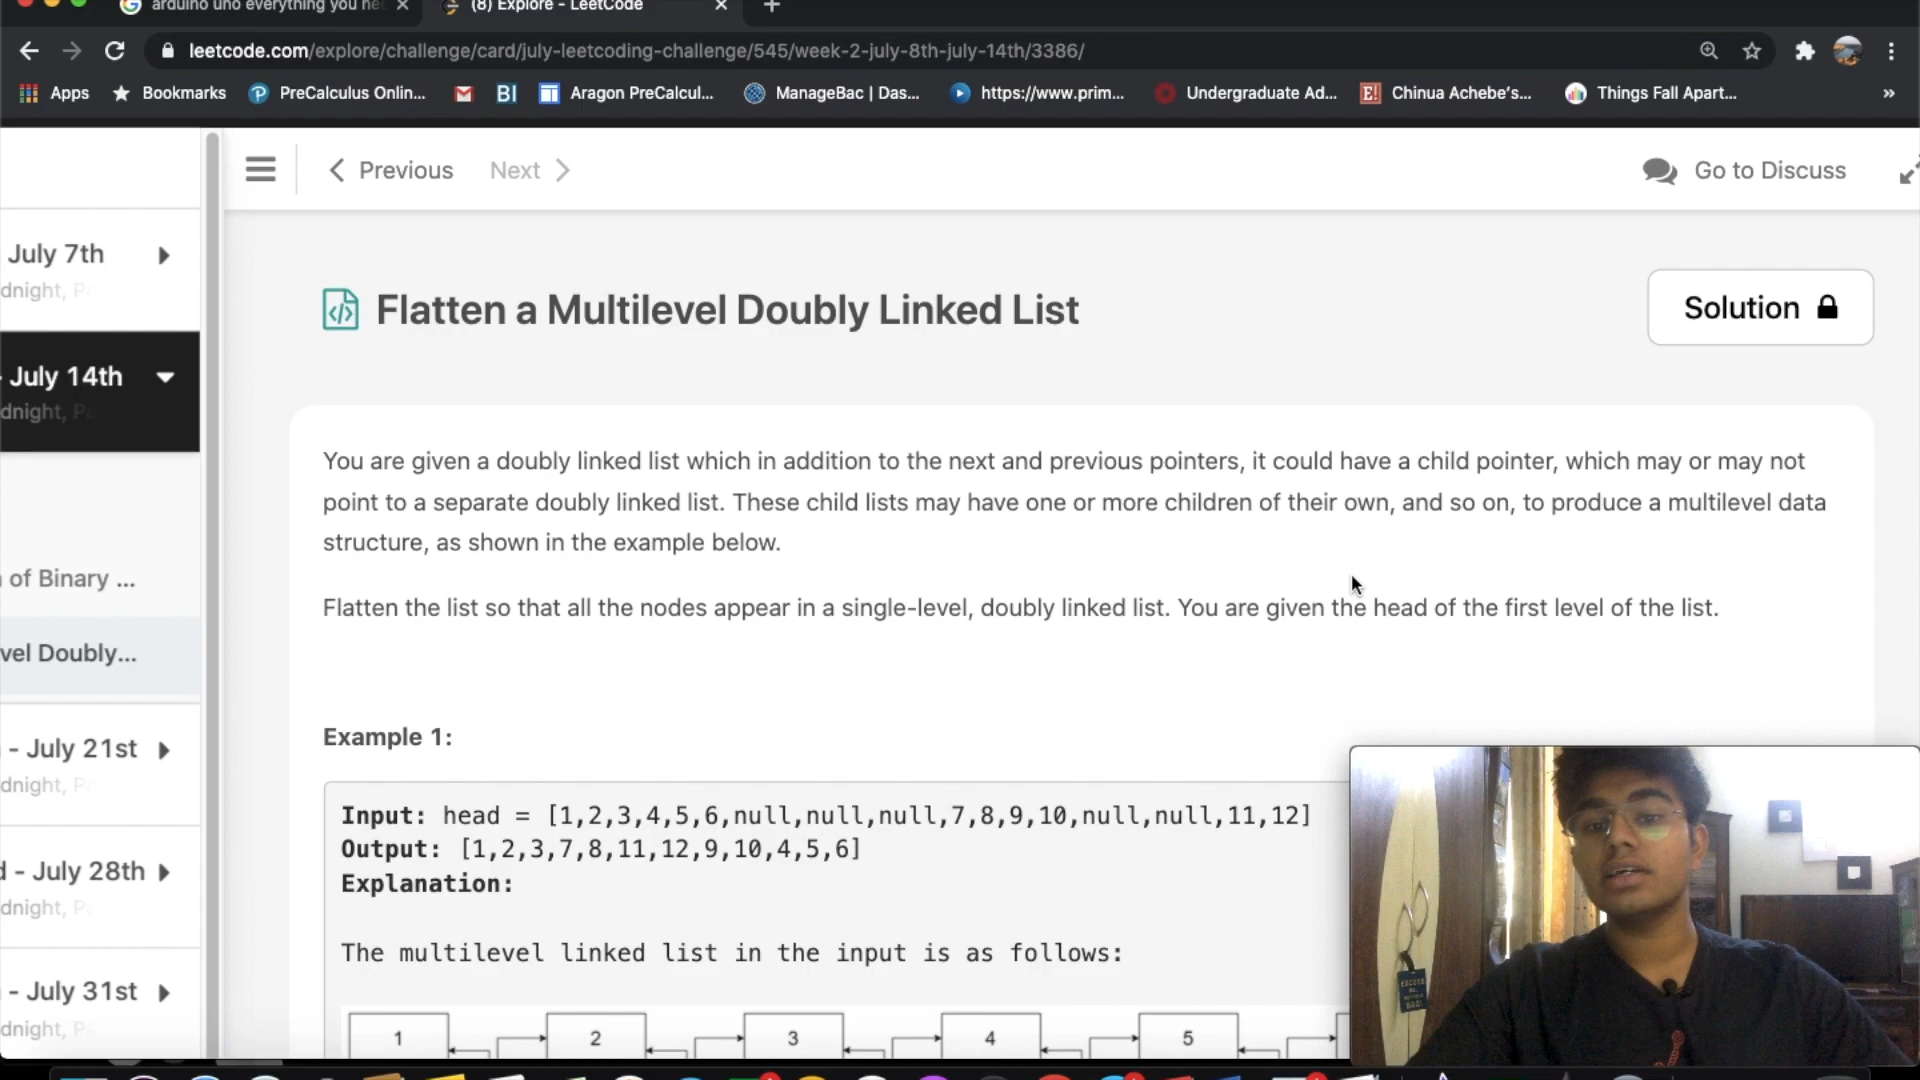 arduino uno everything you nee
(8) Explore - LeetCode
leetcode.com/explore/challenge/card/july-leetcoding-challenge/545/week-2-july-8th-july-14th/3386/
Apps
Bookmarks
PreCalculus Onlin...
BI
Aragon PreCalcul...
ManageBac | Das...
https://www.prim...
Undergraduate Ad...
E!
Chinua Achebe's...
Things Fall Apart...
»
Previous
Next
Go to Discuss
July 7th
dnight, Pa
- July 14th
dnight, Pa
of Binary ...
vel Doubly...
- July 21st
dnight, Pa
d - July 28th
dnight, Pa
- July 31st
dnight, Pa
Flatten a Multilevel Doubly Linked List
Solution
You are given a doubly linked list which in addition to the next and previous pointers, it could have a child pointer, which may or may not
point to a separate doubly linked list. These child lists may have one or more children of their own, and so on, to produce a multilevel data
structure, as shown in the example below.
Flatten the list so that all the nodes appear in a single-level, doubly linked list. You are given the head of the first level of the list.
Example 1:
Input: head = [1,2,3,4,5,6,null,null,null,7,8,9,10,null,null,11,12]
Output: [1,2,3,7,8,11,12,9,10,4,5,6]
Explanation:
The multilevel linked list in the input is as follows:
1 2 3 4 5